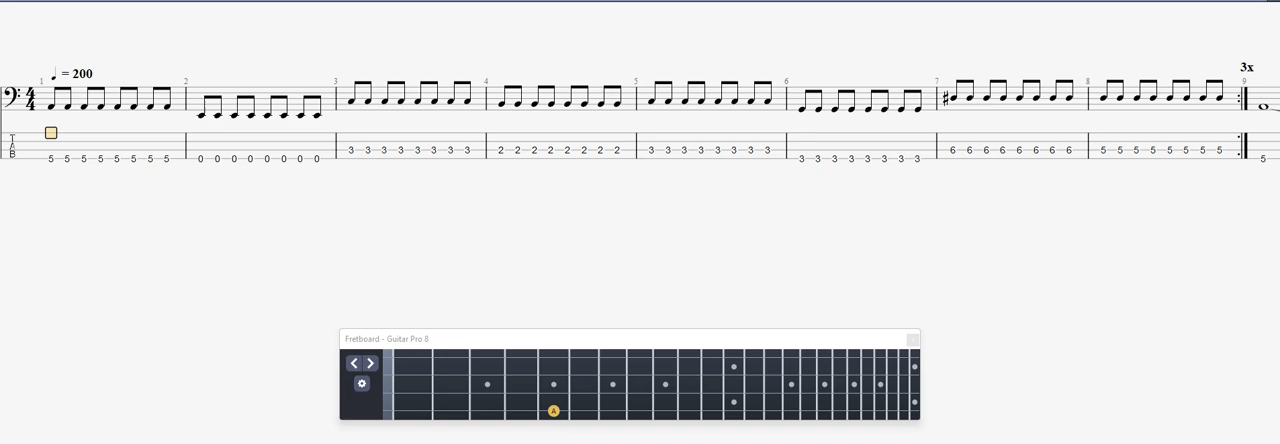 ♩ = 200
3x
1 2 3 4 5 6 7 8 9
4
4
T
A
B
5 5 5 5 5 5 5 5 0 0 0 0 0 0 0 0 3 3 3 3 3 3 3 3 2 2 2 2 2 2 2 2 3 3 3 3 3 3 3 3 3 3 3 3 3 3 3 3 6 6 6 6 6 6 6 6 5 5 5 5 5 5 5 5 5
Fretboard - Guitar Pro 8
A